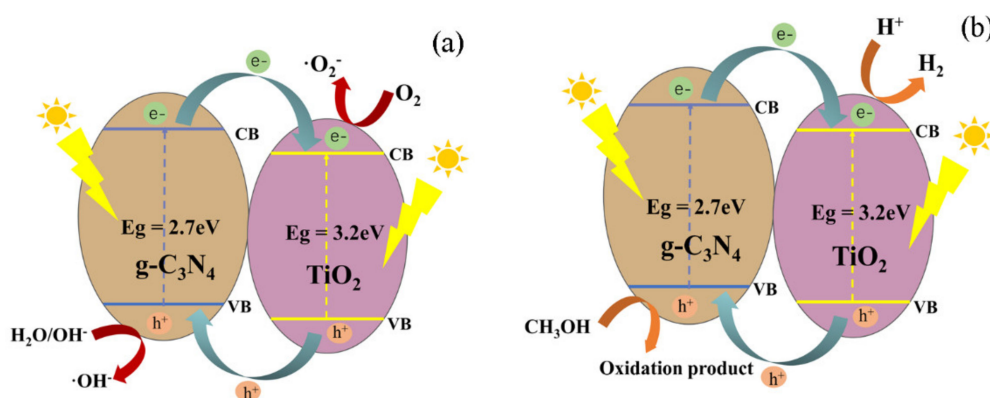 (a)
e-
·O₂⁻
O₂
e-
CB
e-
CB
Eg = 2.7eV
g-C₃N₄
Eg = 3.2eV
TiO₂
VB
h⁺
VB
h⁺
H₂O/OH⁻
·OH⁻
h⁺
(b)
e-
H⁺
H₂
e-
CB
e-
CB
Eg = 2.7eV
g-C₃N₄
Eg = 3.2eV
TiO₂
VB
h⁺
VB
h⁺
CH₃OH
Oxidation product
h⁺